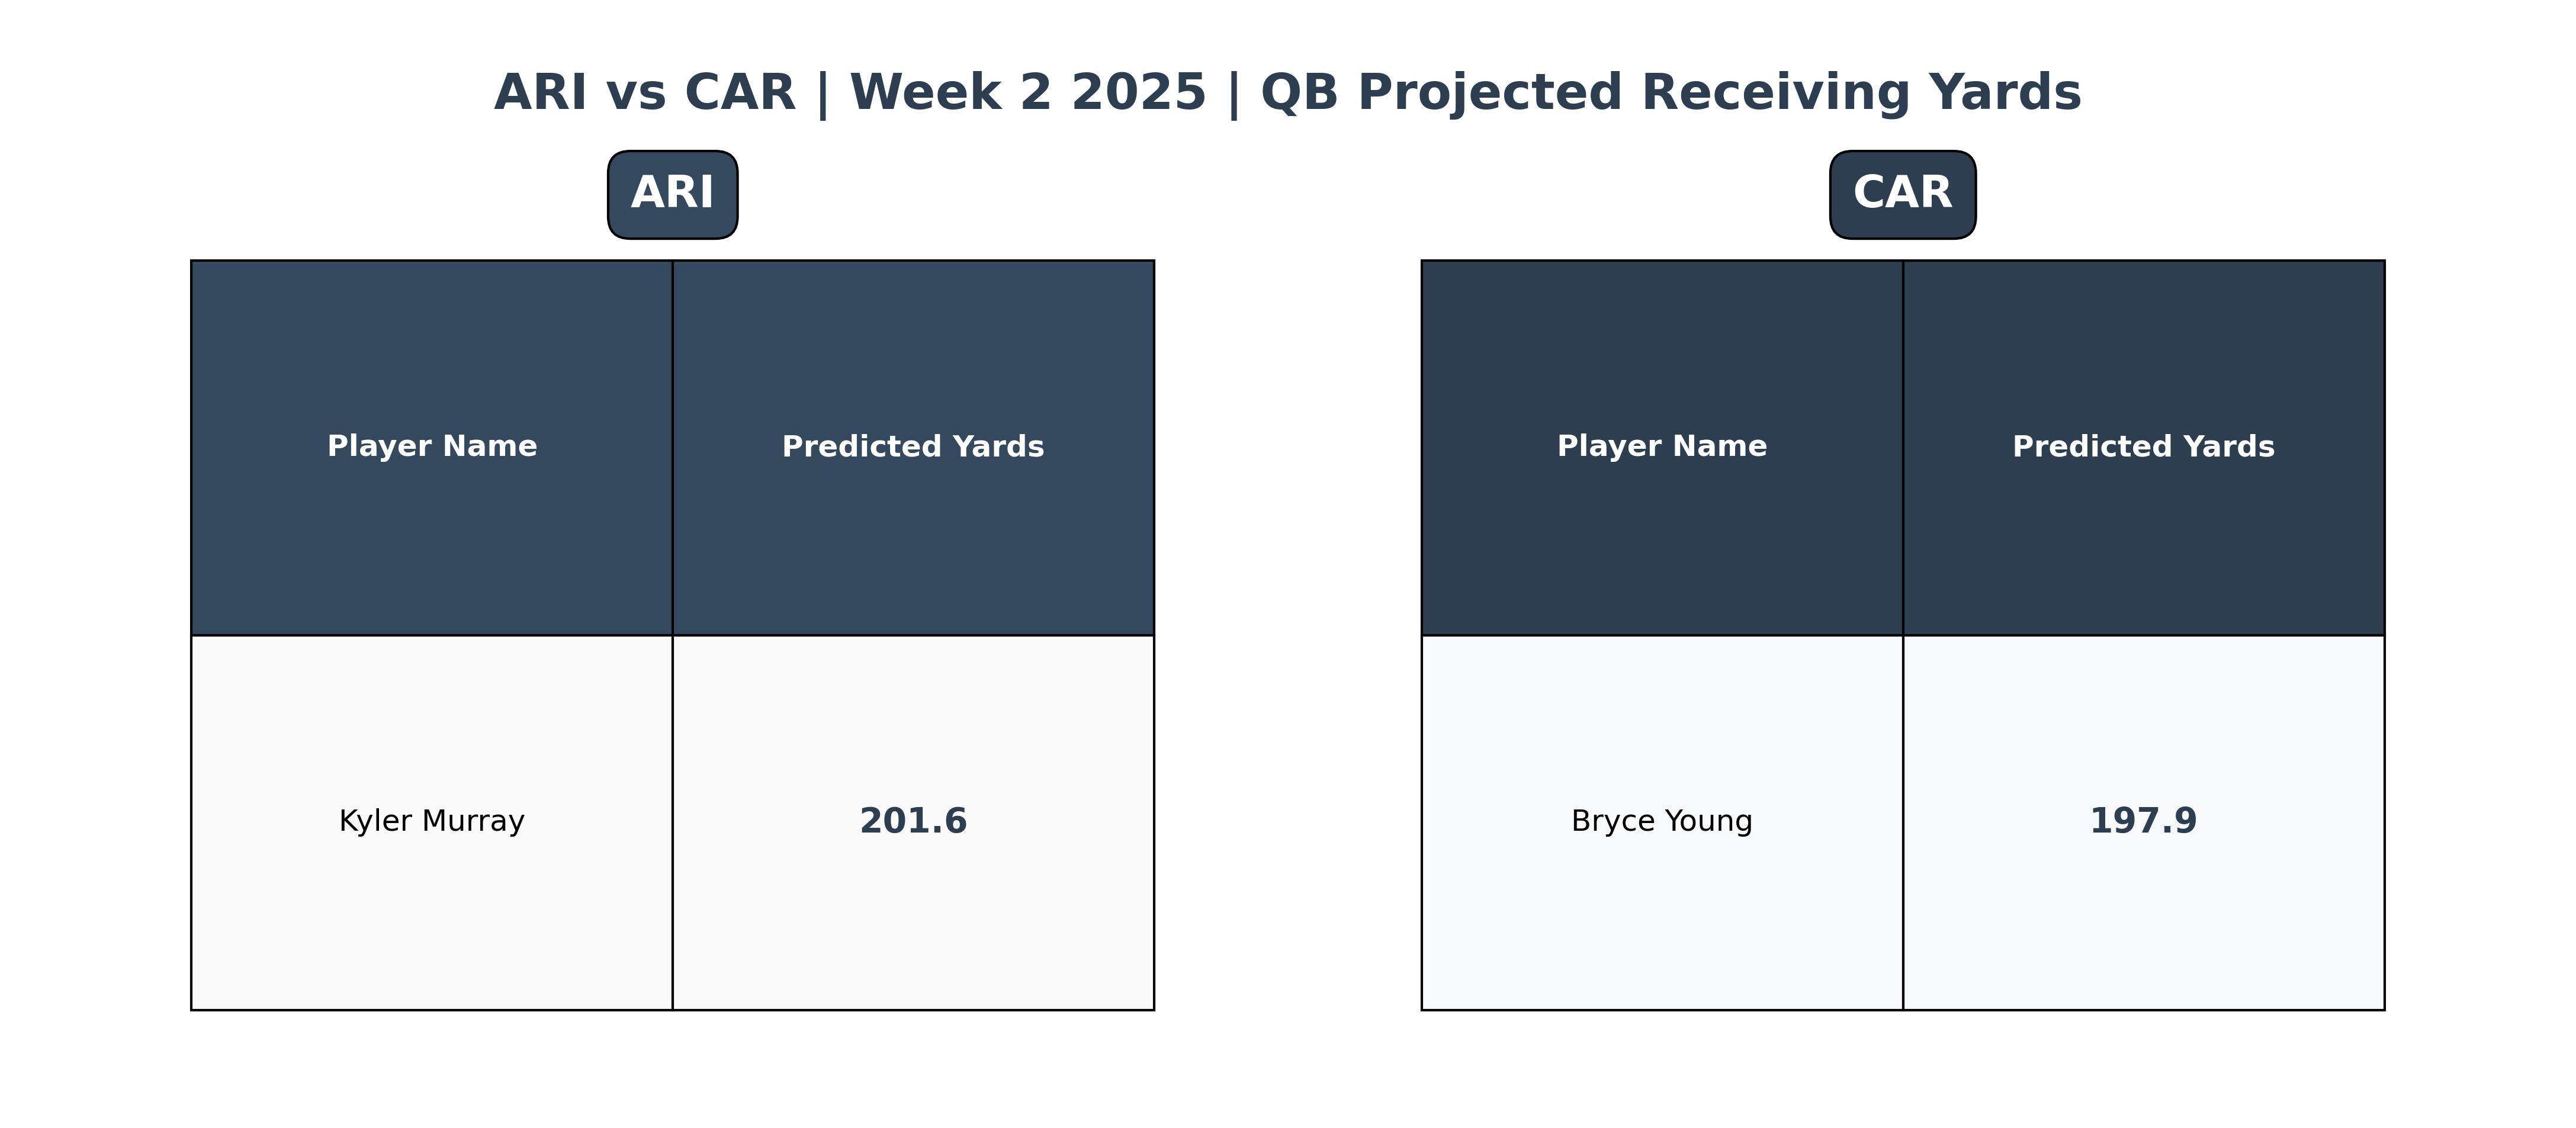 ARI vs CAR | Week 2 2025 | QB Projected Receiving Yards
ARI
Player Name Predicted Yards
Kyler Murray 201.6
CAR
Player Name Predicted Yards
Bryce Young 197.9